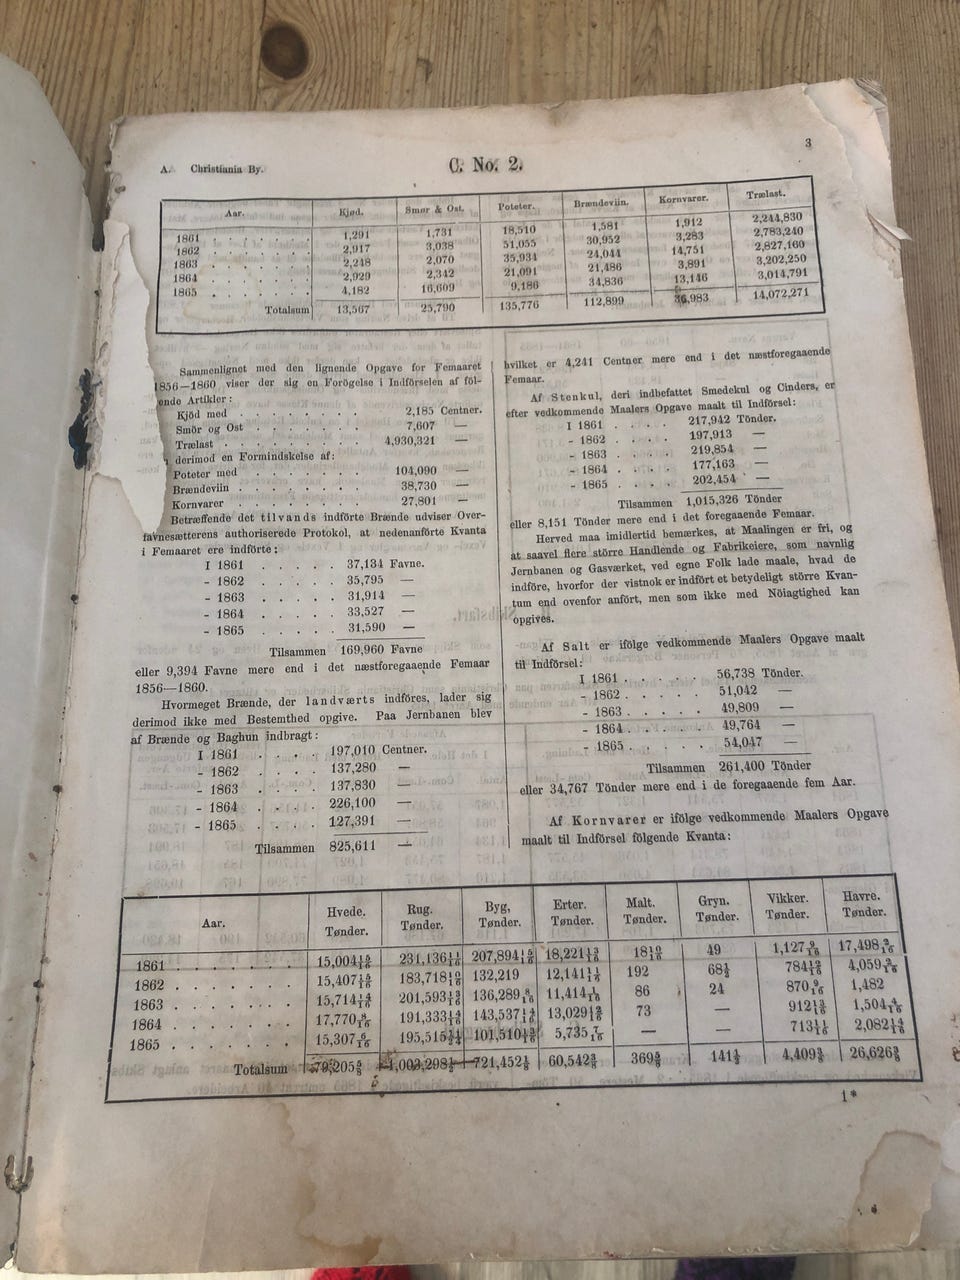 3
A. Christiania By.
C. No. 2.
Aar. Kjød. Smør & Ost. Poteter. Brændeviin. Kornvarer. Trælast.
1861 . . . . . . 1,291 1,731 18,510 1,581 1,912 2,244,830
1862 . . . . . . 2,917 3,038 51,055 30,952 3,283 2,783,240
1863 . . . . . . 2,248 2,070 35,934 24,044 14,751 2,827,160
1864 . . . . . . 2,929 2,342 21,091 21,486 3,891 3,202,250
1865 . . . . . . 4,182 16,609 9,186 34,836 13,146 3,014,791
Totalsum 13,567 25,790 135,776 112,899 36,983 14,072,271
Sammenlignet med den lignende Opgave for Femaaret
1856—1860 viser der sig en Forögelse i Indförselen af föl-
ende Artikler:
Kjöd med . . . . . . . . 2,185 Centner.
Smör og Ost . . . . . . . 7,607 —
Trælast . . . . . . . . 4,930,321 —
derimod en Formindskelse af:
Poteter med . . . . . . . 104,090 —
Brændeviin . . . . . . . . 38,730 —
Kornvarer . . . . . . . . 27,801 —
Betræffende det tilvands indförte Brænde udviser Over-
favnesætterens authoriserede Protokol, at nedenanförte Kvanta
i Femaaret ere indförte:
I 1861 . . . . . 37,134 Favne.
- 1862 . . . . . 35,795 —
- 1863 . . . . . 31,914 —
- 1864 . . . . . 33,527 —
- 1865 . . . . . 31,590 —
Tilsammen 169,960 Favne
eller 9,394 Favne mere end i det næstforegaaende Femaar
1856—1860.
Hvormeget Brænde, der landværts indföres, lader sig
derimod ikke med Bestemthed opgive. Paa Jernbanen blev
af Brænde og Baghun indbragt:
I 1861 . . . . 197,010 Centner.
- 1862 . . . . 137,280 —
- 1863 . . . . 137,830 —
- 1864 . . . . 226,100 —
- 1865 . . . . 127,391 —
Tilsammen 825,611 —
hvilket er 4,241 Centner mere end i det næstforegaaende
Femaar.
Af Stenkul, deri indbefattet Smedekul og Cinders, er
efter vedkommende Maalers Opgave maalt til Indförsel:
I 1861 . . . . 217,942 Tönder.
- 1862 . . . . 197,913 —
- 1863 . . . . 219,854 —
- 1864 . . . . 177,163 —
- 1865 . . . . 202,454 —
Tilsammen 1,015,326 Tönder
eller 8,151 Tönder mere end i det foregaaende Femaar.
Herved maa imidlertid bemærkes, at Maalingen er fri, og
at saavel flere större Handlende og Fabrikeiere, som navnlig
Jernbanen og Gasværket, ved egne Folk lade maale, hvad de
indföre, hvorfor der vistnok er indfört et betydeligt större Kvan-
tum end ovenfor anfört, men som ikke med Nöiagtighed kan
opgives.
Af Salt er ifölge vedkommende Maalers Opgave maalt
til Indförsel:
I 1861 . . . . . 56,738 Tönder.
- 1862 . . . . . 51,042 —
- 1863 . . . . . 49,809 —
- 1864 . . . . . 49,764 —
- 1865 . . . . . 54,047 —
Tilsammen 261,400 Tönder
eller 34,767 Tönder mere end i de foregaaende fem Aar.
Af Kornvarer er ifölge vedkommende Maalers Opgave
maalt til Indförsel fölgende Kvanta:
Aar. Hvede. Tønder. Rug. Tønder. Byg, Tønder. Erter. Tønder. Malt. Tønder. Gryn. Tønder. Vikker. Tønder. Havre. Tønder.
1861 . . . . . . . 49
1862 . . . . . . . 132,219 192 68½
1863 . . . . . . . 86 24 1,482
1864 . . . . . . . 73 —
1865 . . . . . . . — —
Totalsum
1*